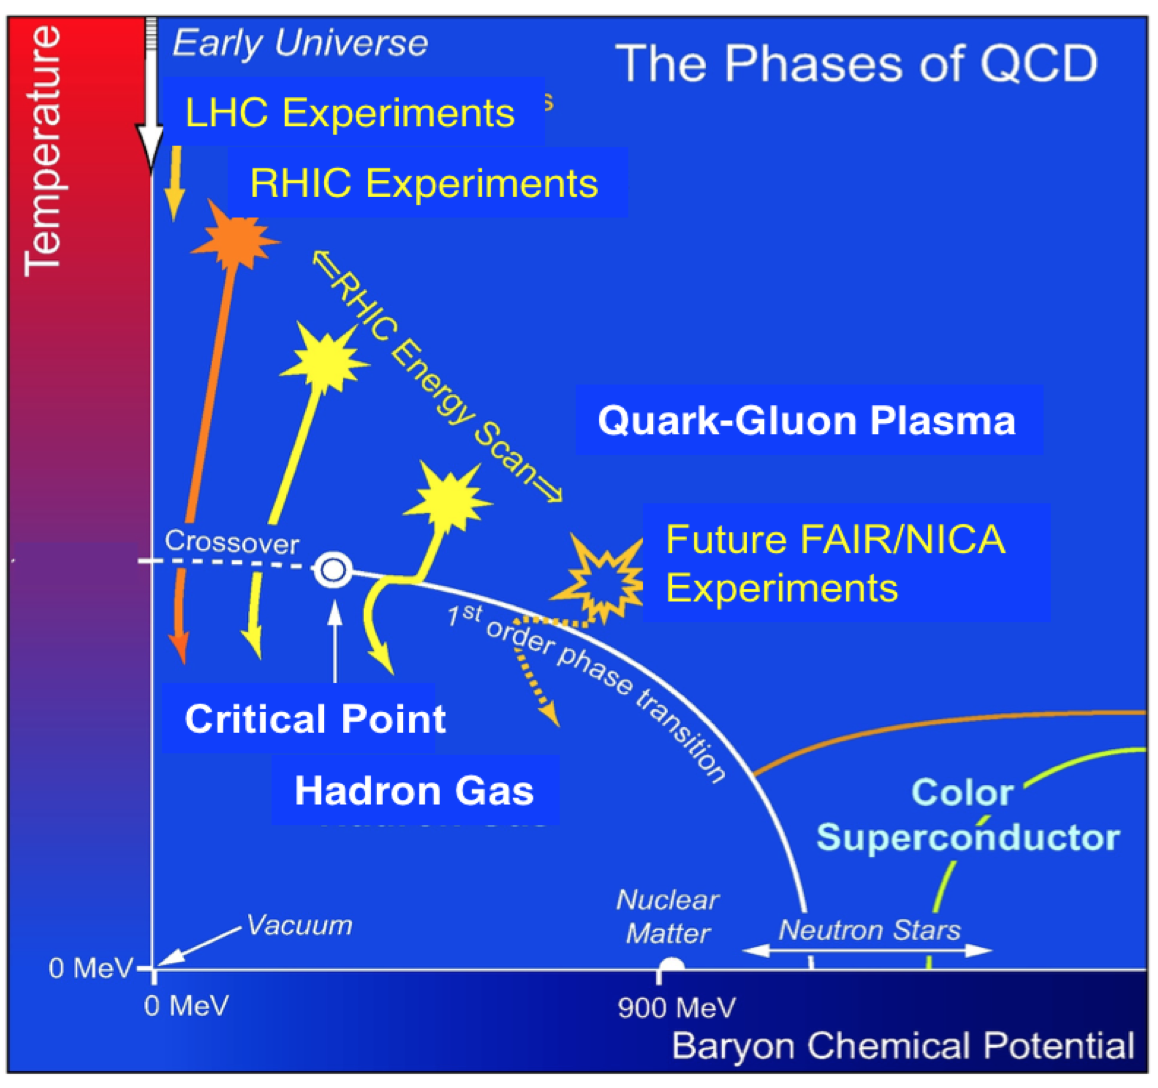 Temperature
Early Universe
The Phases of QCD
LHC Experiments
RHIC Experiments
⇐RHIC Energy Scan⇒
Quark-Gluon Plasma
Future FAIR/NICA
Experiments
Crossover
1st order phase transition
Critical Point
Hadron Gas
Color
Superconductor
Nuclear
Matter
Neutron Stars
Vacuum
0 MeV
0 MeV
900 MeV
Baryon Chemical Potential